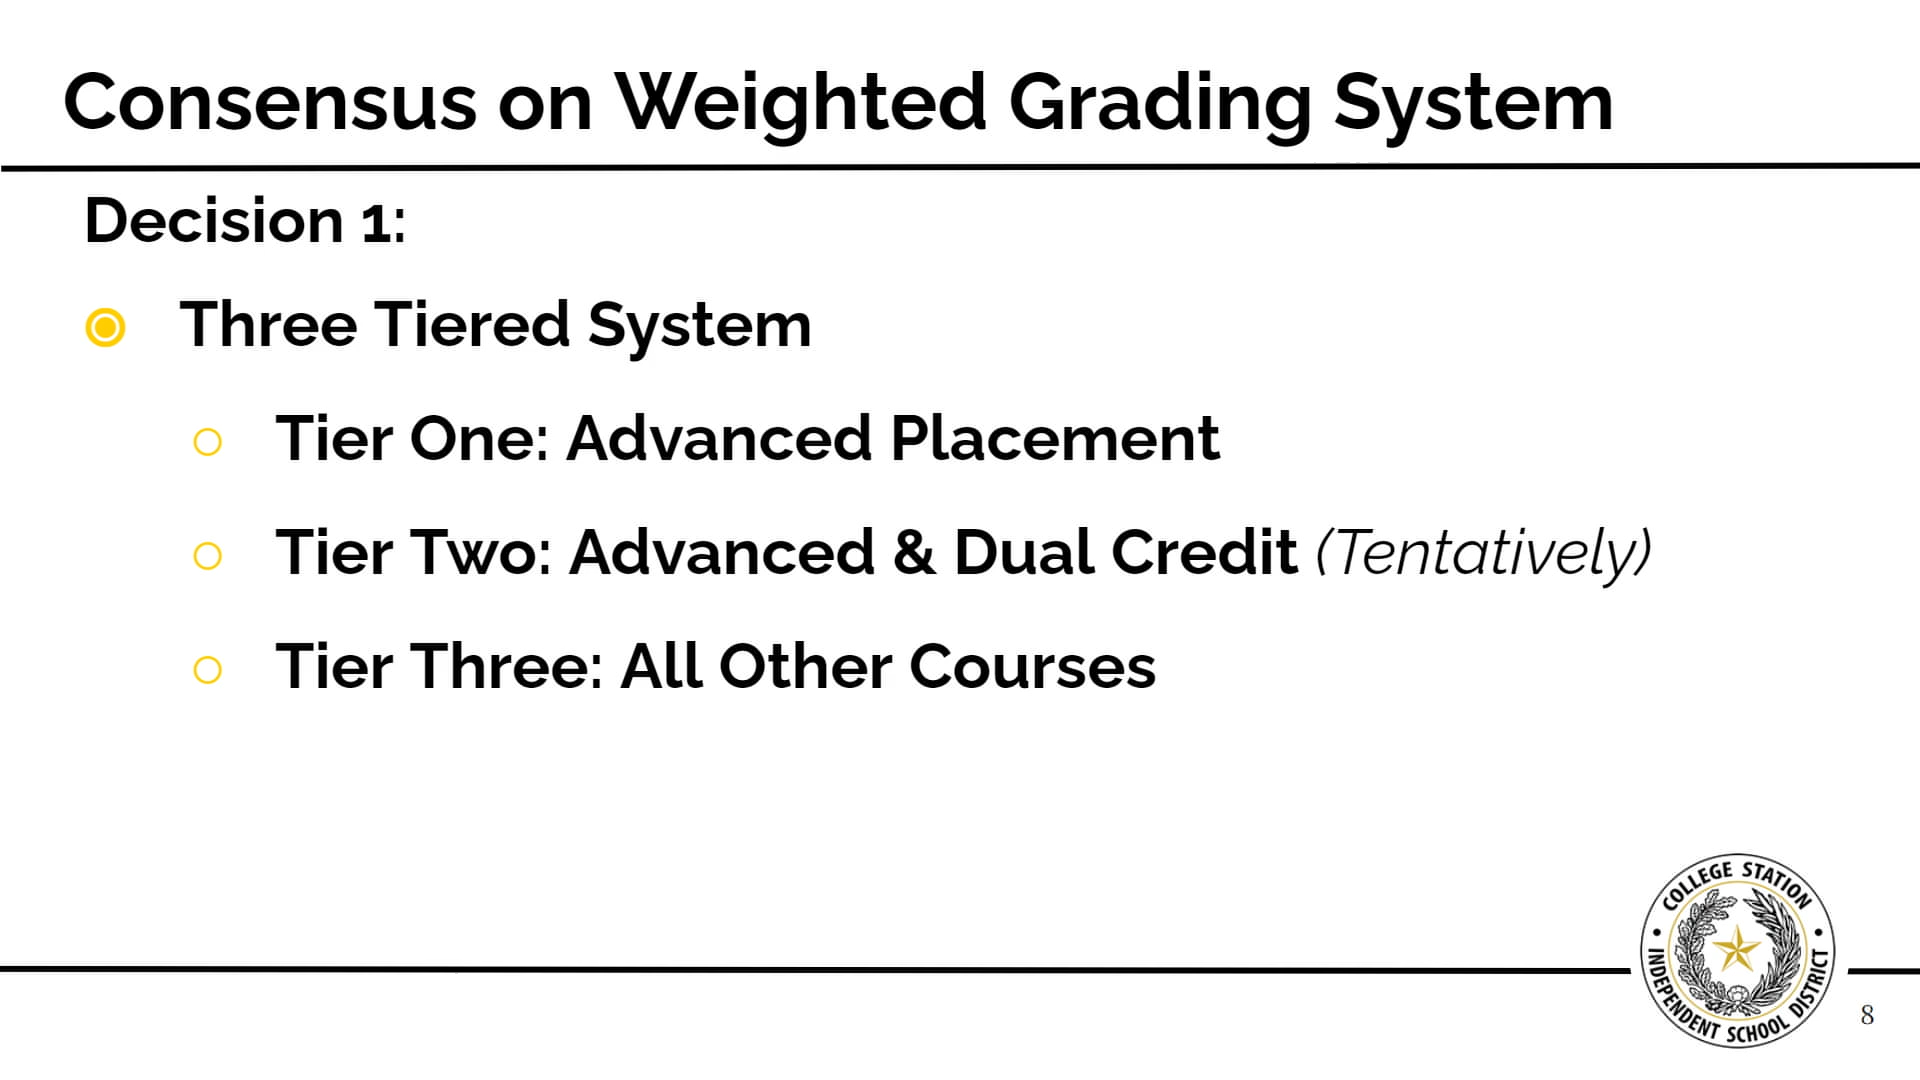 Consensus on Weighted Grading System
Decision 1:
Three Tiered System
Tier One: Advanced Placement
Tier Two: Advanced & Dual Credit (Tentatively)
Tier Three: All Other Courses
COLLEGE STATION
INDEPENDENT SCHOOL DISTRICT
8